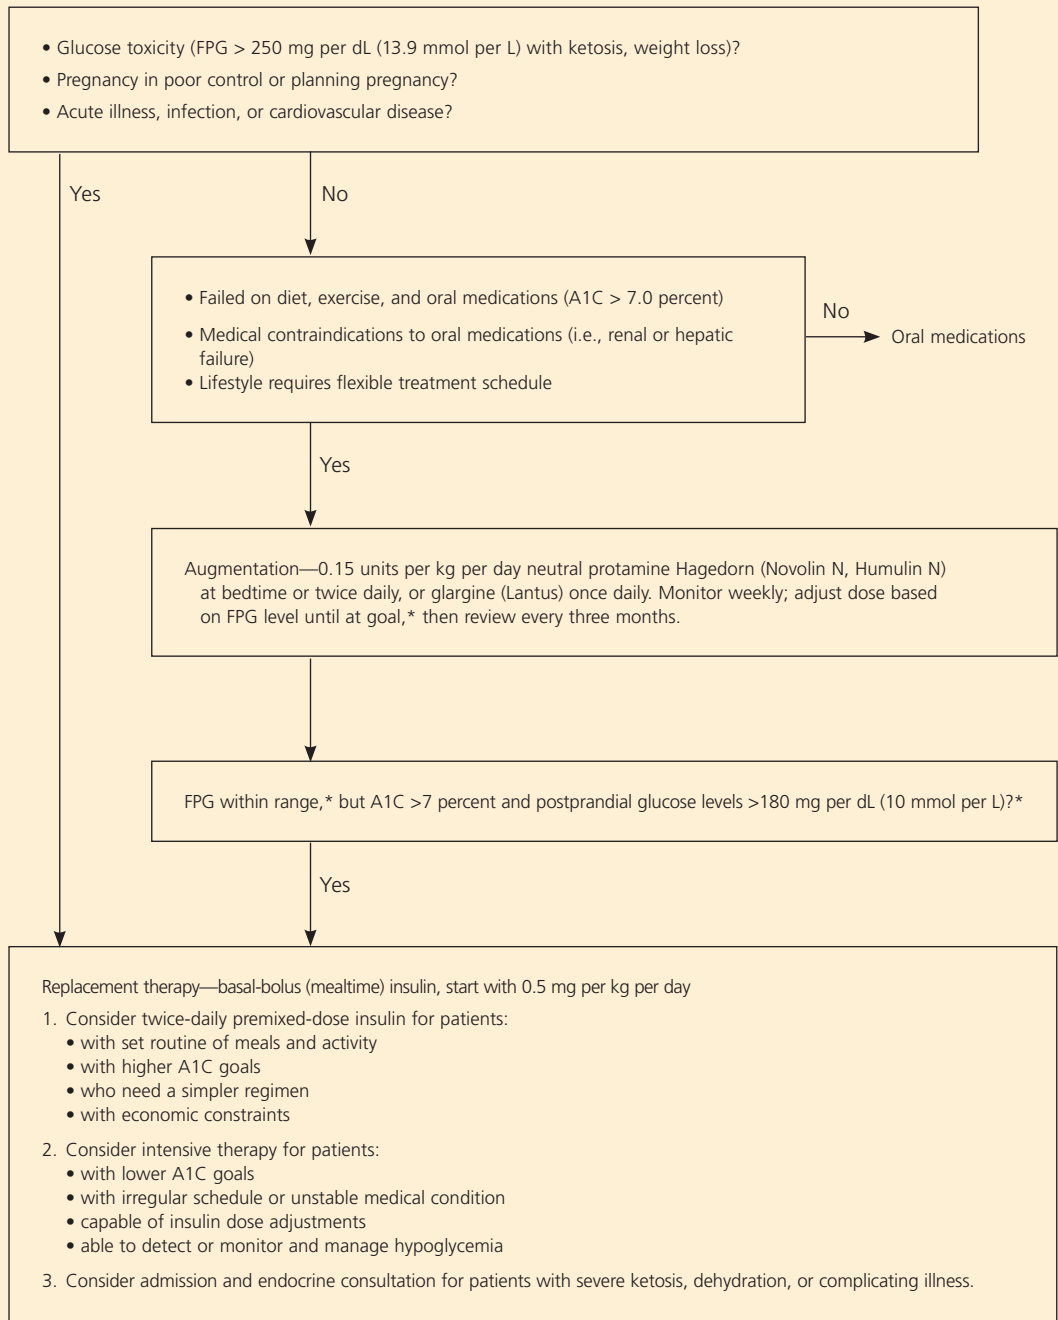 • Glucose toxicity (FPG > 250 mg per dL (13.9 mmol per L) with ketosis, weight loss)?
• Pregnancy in poor control or planning pregnancy?
• Acute illness, infection, or cardiovascular disease?
Yes
No
• Failed on diet, exercise, and oral medications (A1C > 7.0 percent)
• Medical contraindications to oral medications (i.e., renal or hepatic
failure)
• Lifestyle requires flexible treatment schedule
No
Oral medications
Yes
Augmentation—0.15 units per kg per day neutral protamine Hagedorn (Novolin N, Humulin N)
at bedtime or twice daily, or glargine (Lantus) once daily. Monitor weekly; adjust dose based
on FPG level until at goal,* then review every three months.
FPG within range,* but A1C >7 percent and postprandial glucose levels >180 mg per dL (10 mmol per L)?*
Yes
Replacement therapy—basal-bolus (mealtime) insulin, start with 0.5 mg per kg per day
1. Consider twice-daily premixed-dose insulin for patients:
• with set routine of meals and activity
• with higher A1C goals
• who need a simpler regimen
• with economic constraints
2. Consider intensive therapy for patients:
• with lower A1C goals
• with irregular schedule or unstable medical condition
• capable of insulin dose adjustments
• able to detect or monitor and manage hypoglycemia
3. Consider admission and endocrine consultation for patients with severe ketosis, dehydration, or complicating illness.